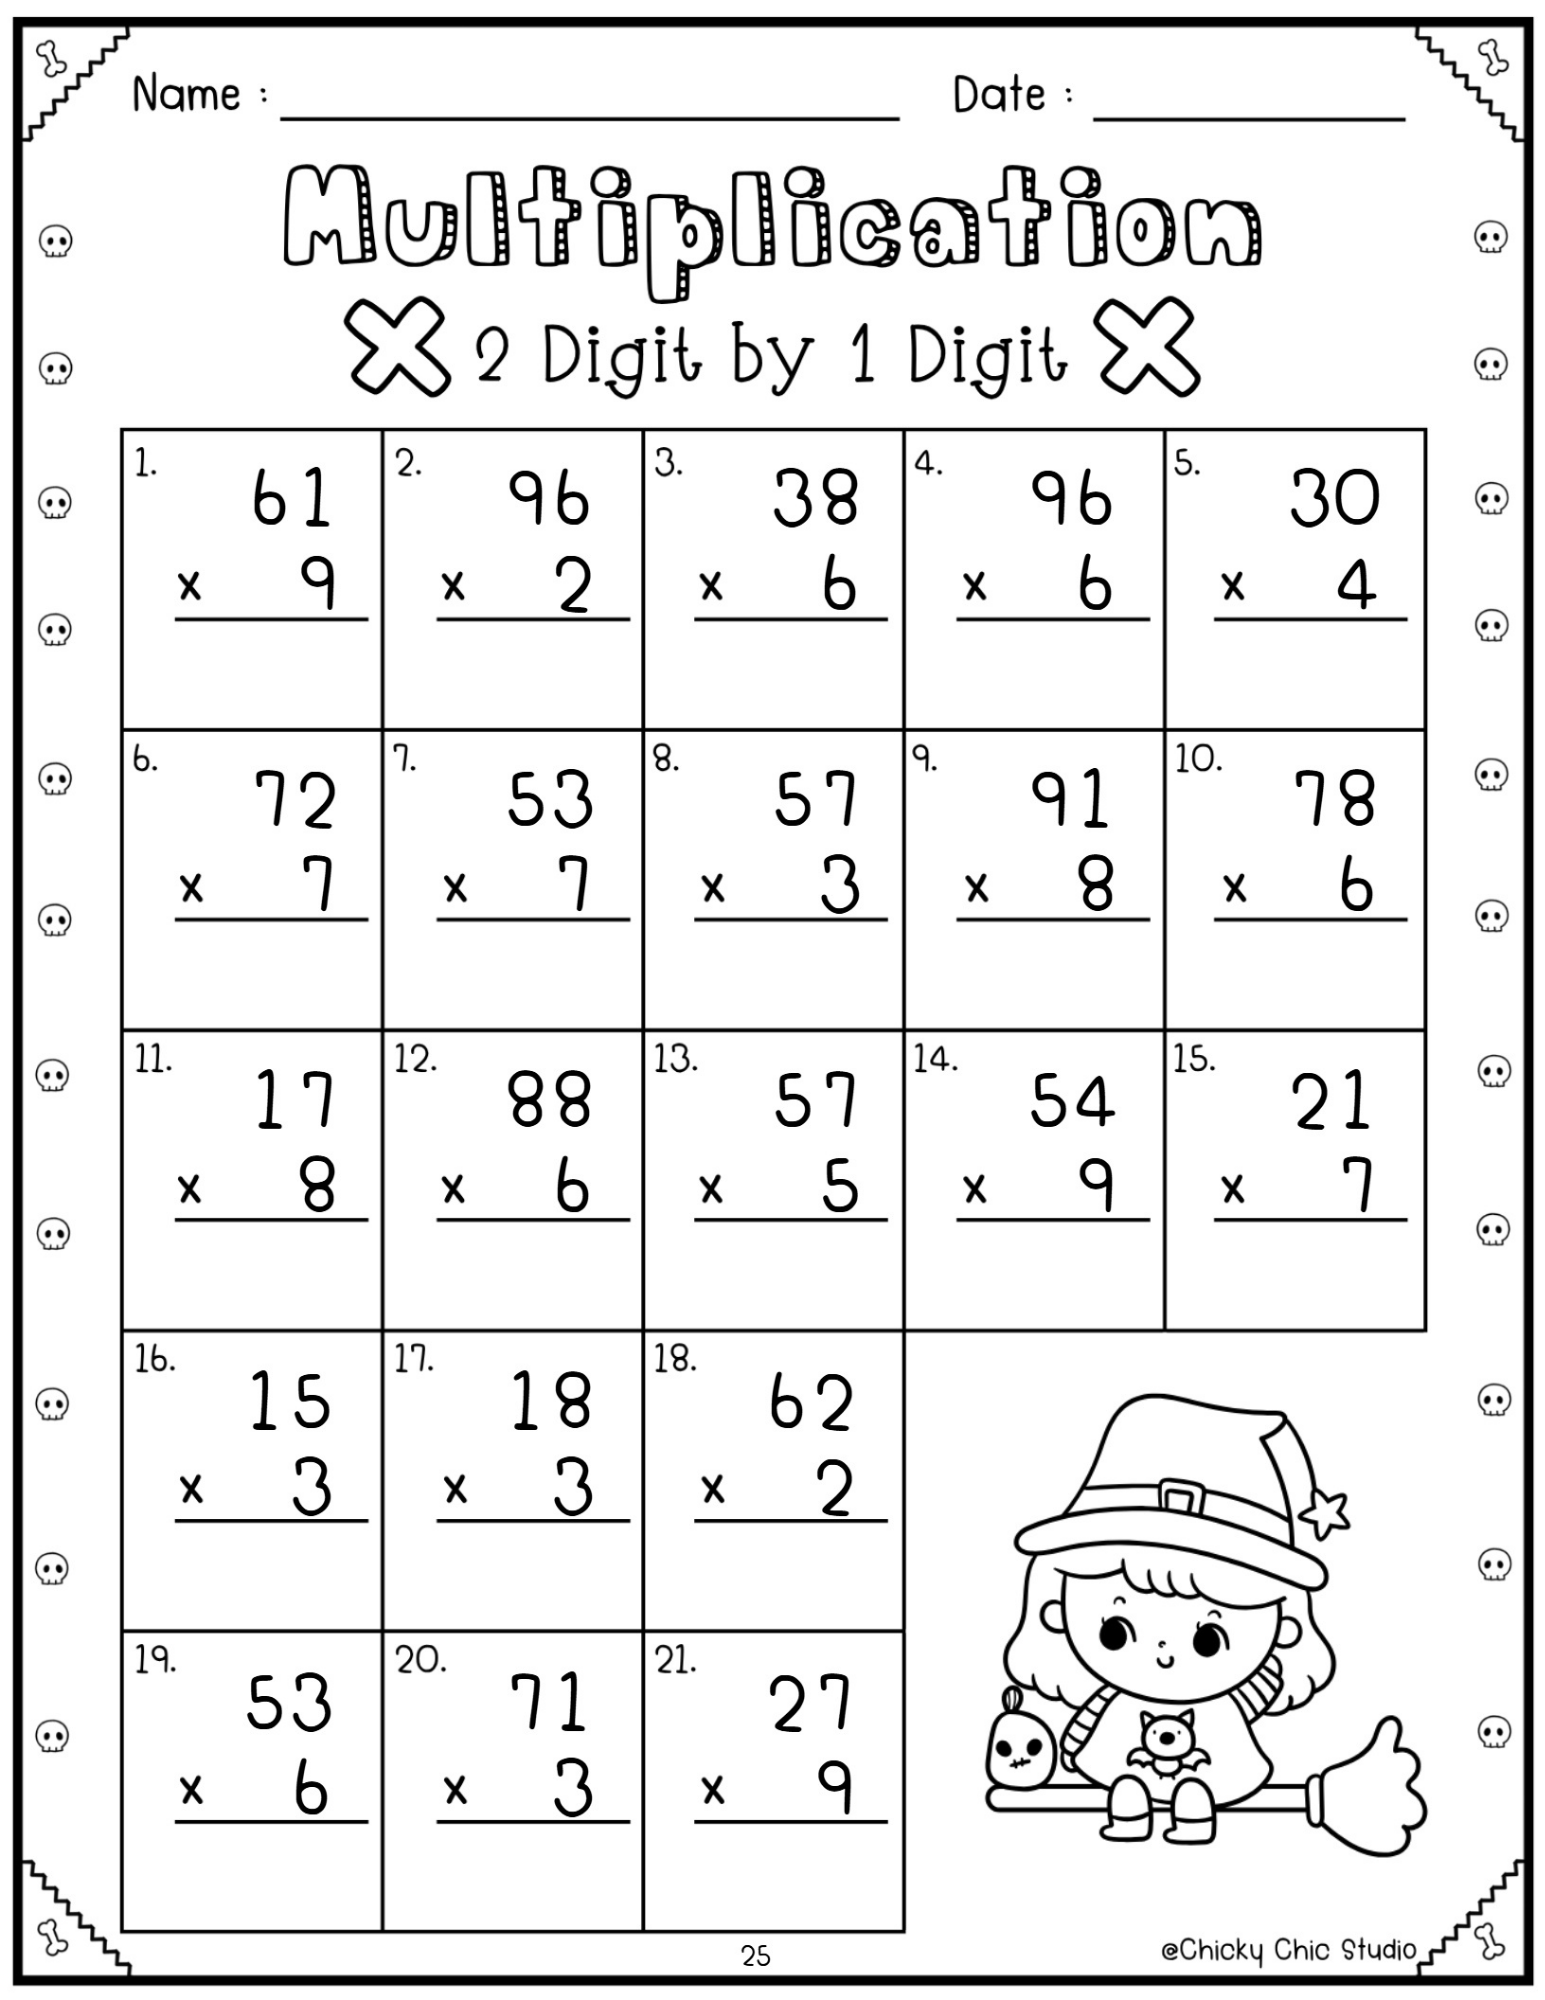 Name : Date :
Multiplication
2 Digit by 1 Digit
1. 2. 3. 4. 5.
61 96 38 96 30
x 9 x 2 x 6 x 6 x 4
6. 7. 8. 9. 10.
72 53 57 91 78
x 7 x 7 x 3 x 8 x 6
11. 12. 13. 14. 15.
17 88 57 54 21
x 8 x 6 x 5 x 9 x 7
16. 17. 18.
15 18 62
x 3 x 3 x 2
19. 20. 21.
53 71 27
x 6 x 3 x 9
25
@Chicky Chic Studio